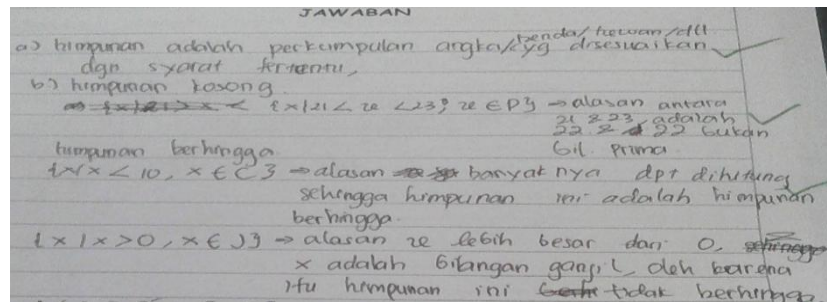 JAWABAN
benda/hewan/dll
a) himpunan adalah perkumpulan angka/yg disesuaikan
dgn syarat tertentu,
b) himpunan kosong
{x|21 < x < 23, x ∈ P} → alasan antara
21 & 23 adalah
22 & 22 bukan
bil. prima
himpunan berhingga
{x/x < 10, x ∈ C} → alasan banyak nya dpt dihitung
sehingga himpunan ini adalah himpunan
berhingga.
{x/x>0, x ∈ J} → alasan x lebih besar dari 0, sehingga
x adalah bilangan ganjil, oleh karena
itu himpunan ini tidak berhingga